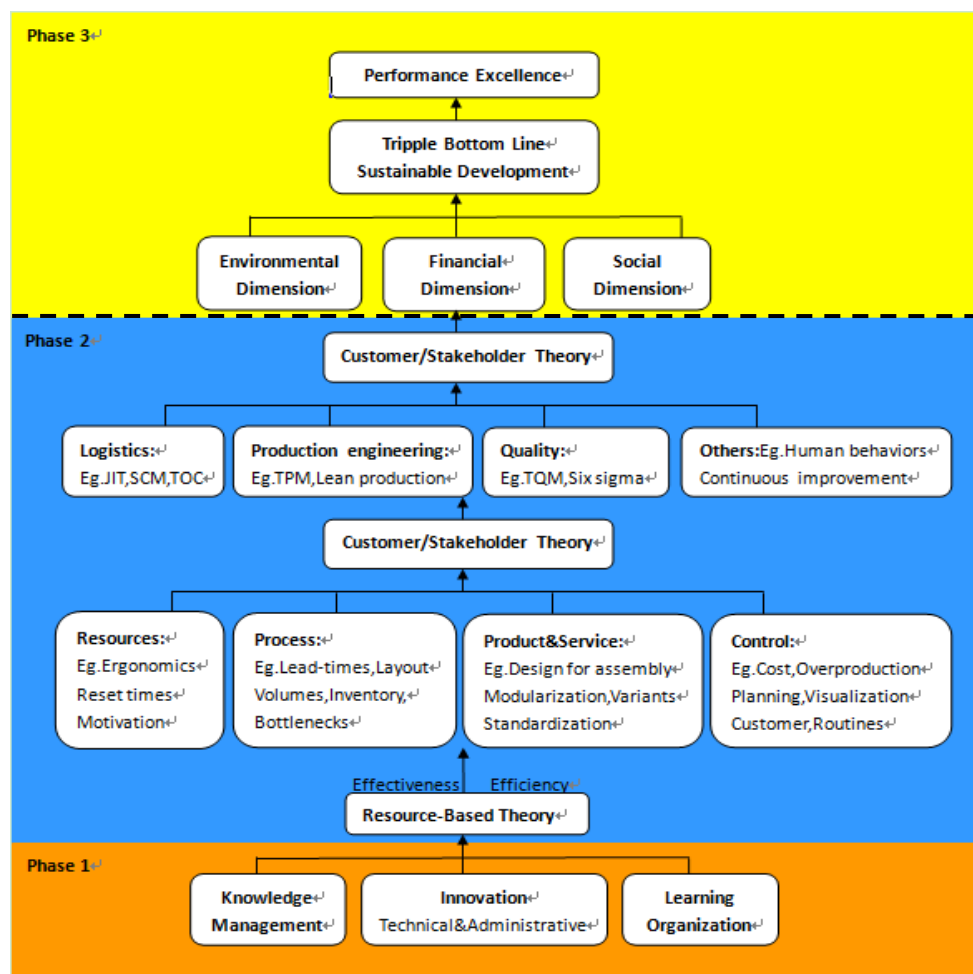 Phase 3
Performance Excellence
Tripple Bottom Line
Sustainable Development
Environmental
Dimension
Financial
Dimension
Social
Dimension
Phase 2
Customer/Stakeholder Theory
Logistics:
Eg.JIT,SCM,TOC
Production engineering:
Eg.TPM,Lean production
Quality:
Eg.TQM,Six sigma
Others:Eg.Human behaviors
Continuous improvement
Customer/Stakeholder Theory
Resources:
Eg.Ergonomics
Reset times
Motivation
Process:
Eg.Lead-times,Layout
Volumes,Inventory,
Bottlenecks
Product&Service:
Eg.Design for assembly
Modularization,Variants
Standardization
Control:
Eg.Cost,Overproduction
Planning,Visualization
Customer,Routines
Effectiveness Efficiency
Resource-Based Theory
Phase 1
Knowledge
Management
Innovation
Technical&Administrative
Learning
Organization